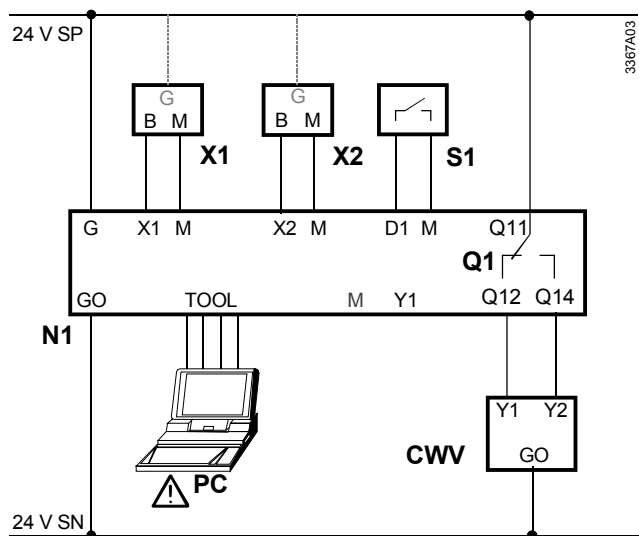 24 V SP
3367A03
G
B M
X1
G
B M
X2
S1
G X1 M X2 M D1 M Q11
Q1
GO TOOL M Y1 Q12 Q14
N1
Y1 Y2
GO
CWV
PC
24 V SN